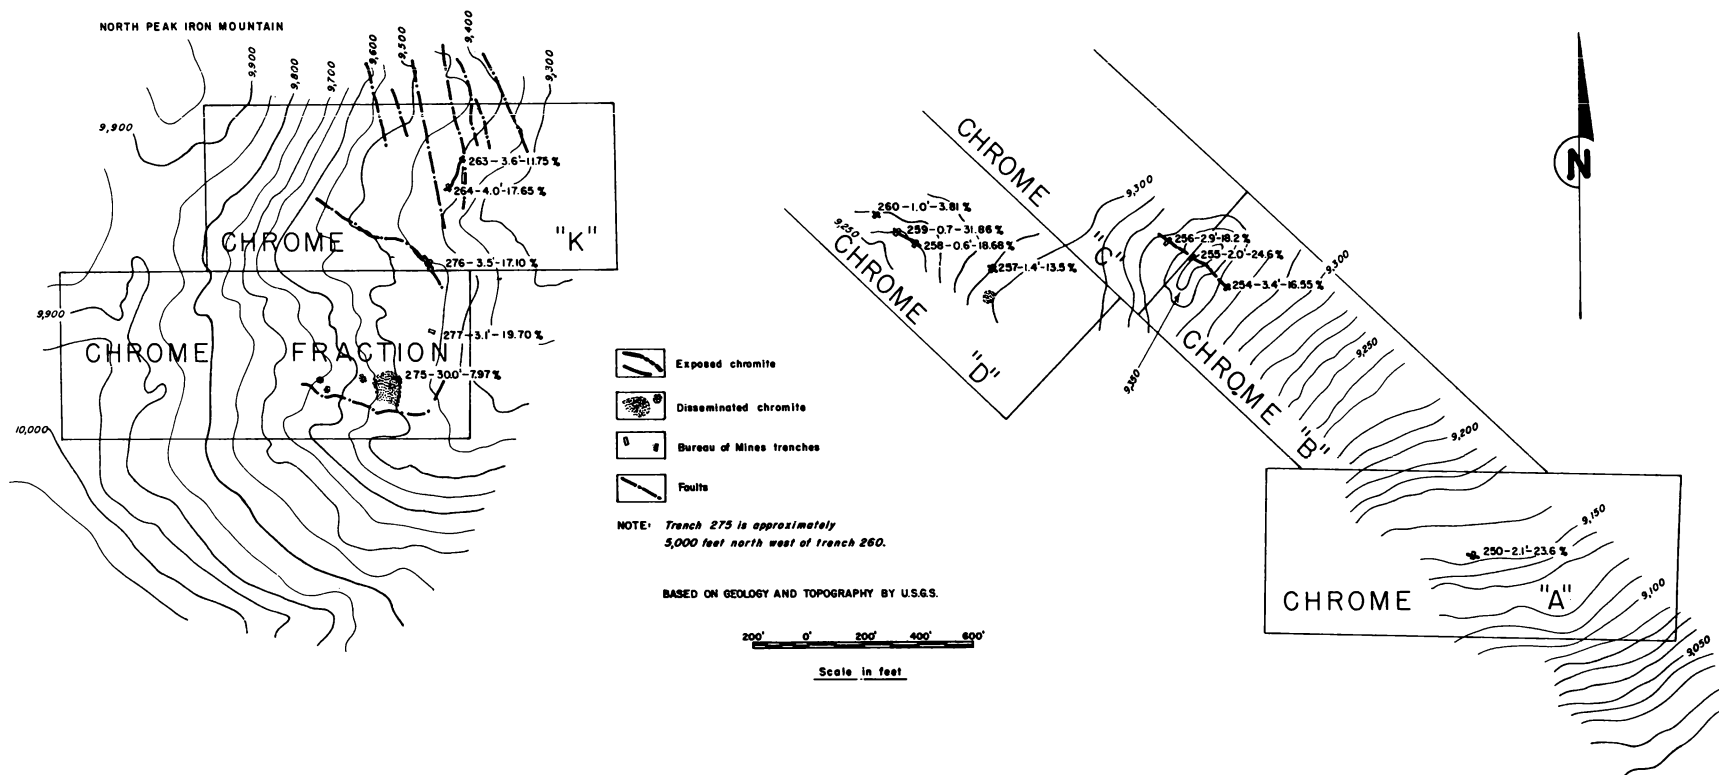 NORTH PEAK IRON MOUNTAIN
9,900
9,800
9,700
9,600
9,500
9,400
9,300
9,900
263-3.6'-11.75 %
264-4.0'-17.65 %
CHROME "K"
276-3.5'-17.10 %
9,900
277-3.1'-19.70 %
CHROME FRACTION
275-30.0'-7.97 %
10,000
Exposed chromite
Disseminated chromite
Bureau of Mines trenches
Faults
NOTE: Trench 275 is approximately
5,000 feet north west of trench 260.
BASED ON GEOLOGY AND TOPOGRAPHY BY U.S.G.S.
200' 0' 200' 400' 600'
Scale in feet
CHROME "C"
9,300
260-1.0'-3.81 %
9,250
259-0.7-31.86 %
258-0.6'-18.68 %
257-1.4'-13.5 %
CHROME "D"
256-2.9'-18.2 %
255-2.0'-24.6 %
254-3.4'-16.55 %
9,300
9,350
9,250
CHROME "B"
9,200
9,150
250-2.1'-23.6 %
CHROME "A"
9,100
9,050
N